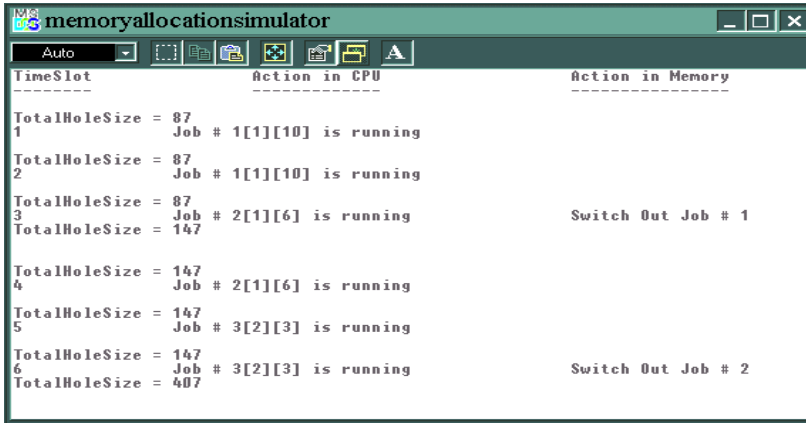 memoryallocationsimulator
Auto A
TimeSlot Action in CPU Action in Memory
-------- ------------- ----------------
TotalHoleSize = 87
1 Job # 1[1][10] is running
TotalHoleSize = 87
2 Job # 1[1][10] is running
TotalHoleSize = 87
3 Job # 2[1][6] is running Switch Out Job # 1
TotalHoleSize = 147
TotalHoleSize = 147
4 Job # 2[1][6] is running
TotalHoleSize = 147
5 Job # 3[2][3] is running
TotalHoleSize = 147
6 Job # 3[2][3] is running Switch Out Job # 2
TotalHoleSize = 407